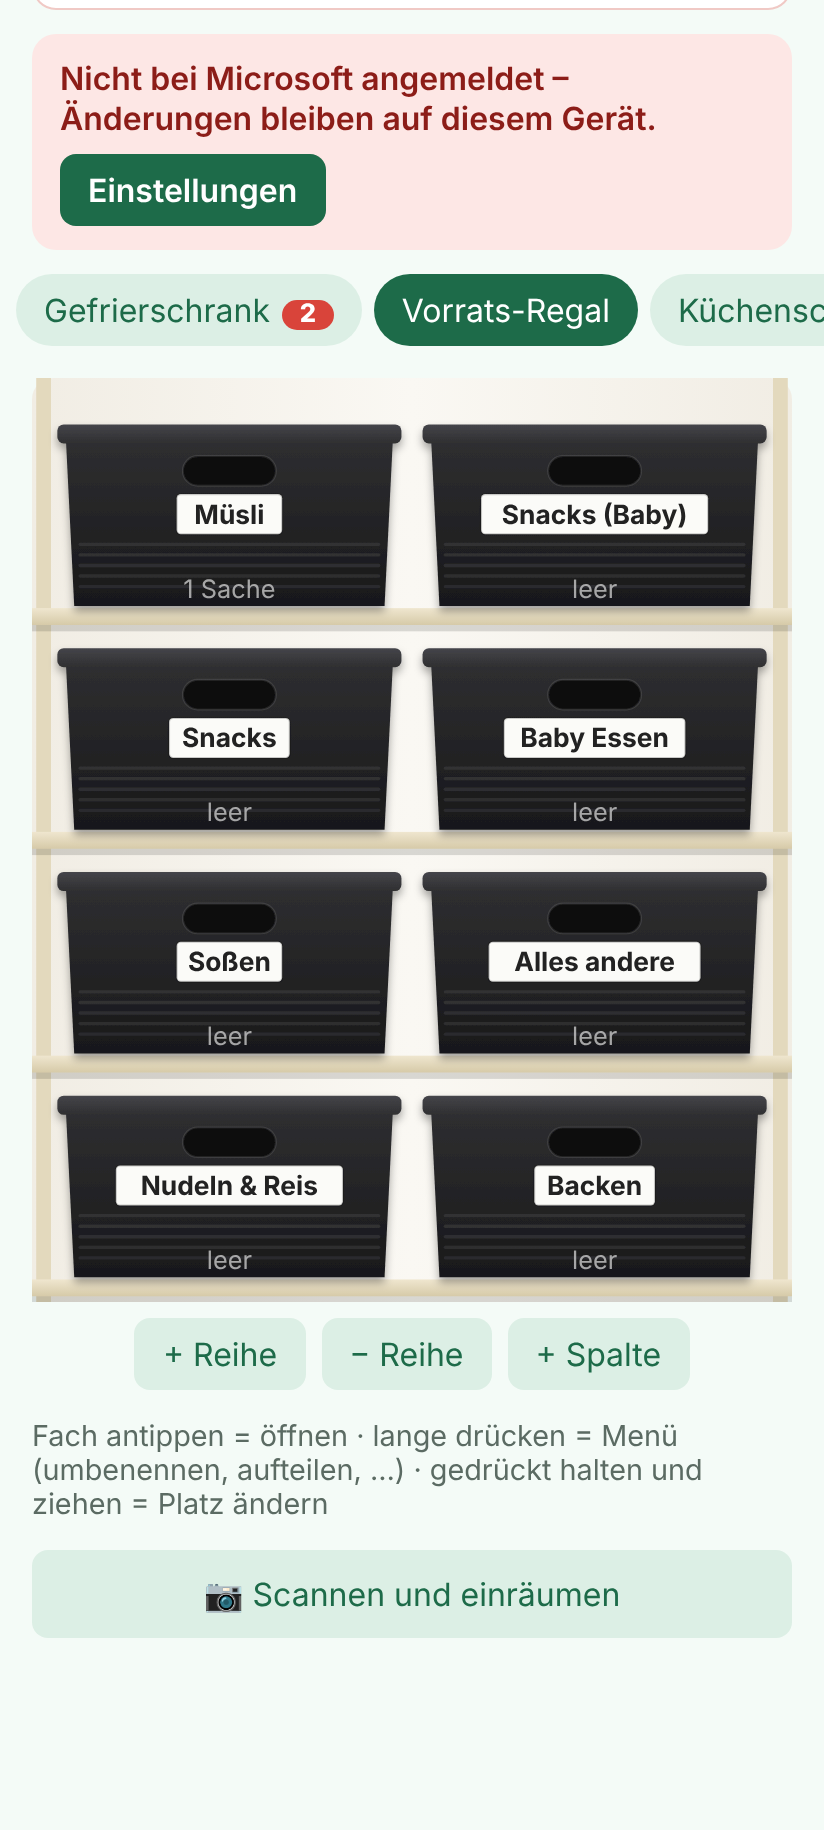 Nicht bei Microsoft angemeldet –
Änderungen bleiben auf diesem Gerät.
Einstellungen
Gefrierschrank 2 Vorrats-Regal Küchensc
Müsli Snacks (Baby)
1 Sache leer
Snacks Baby Essen
leer leer
Soßen Alles andere
leer leer
Nudeln & Reis Backen
leer leer
+ Reihe − Reihe + Spalte
Fach antippen = öffnen · lange drücken = Menü
(umbenennen, aufteilen, …) · gedrückt halten und
ziehen = Platz ändern
Scannen und einräumen